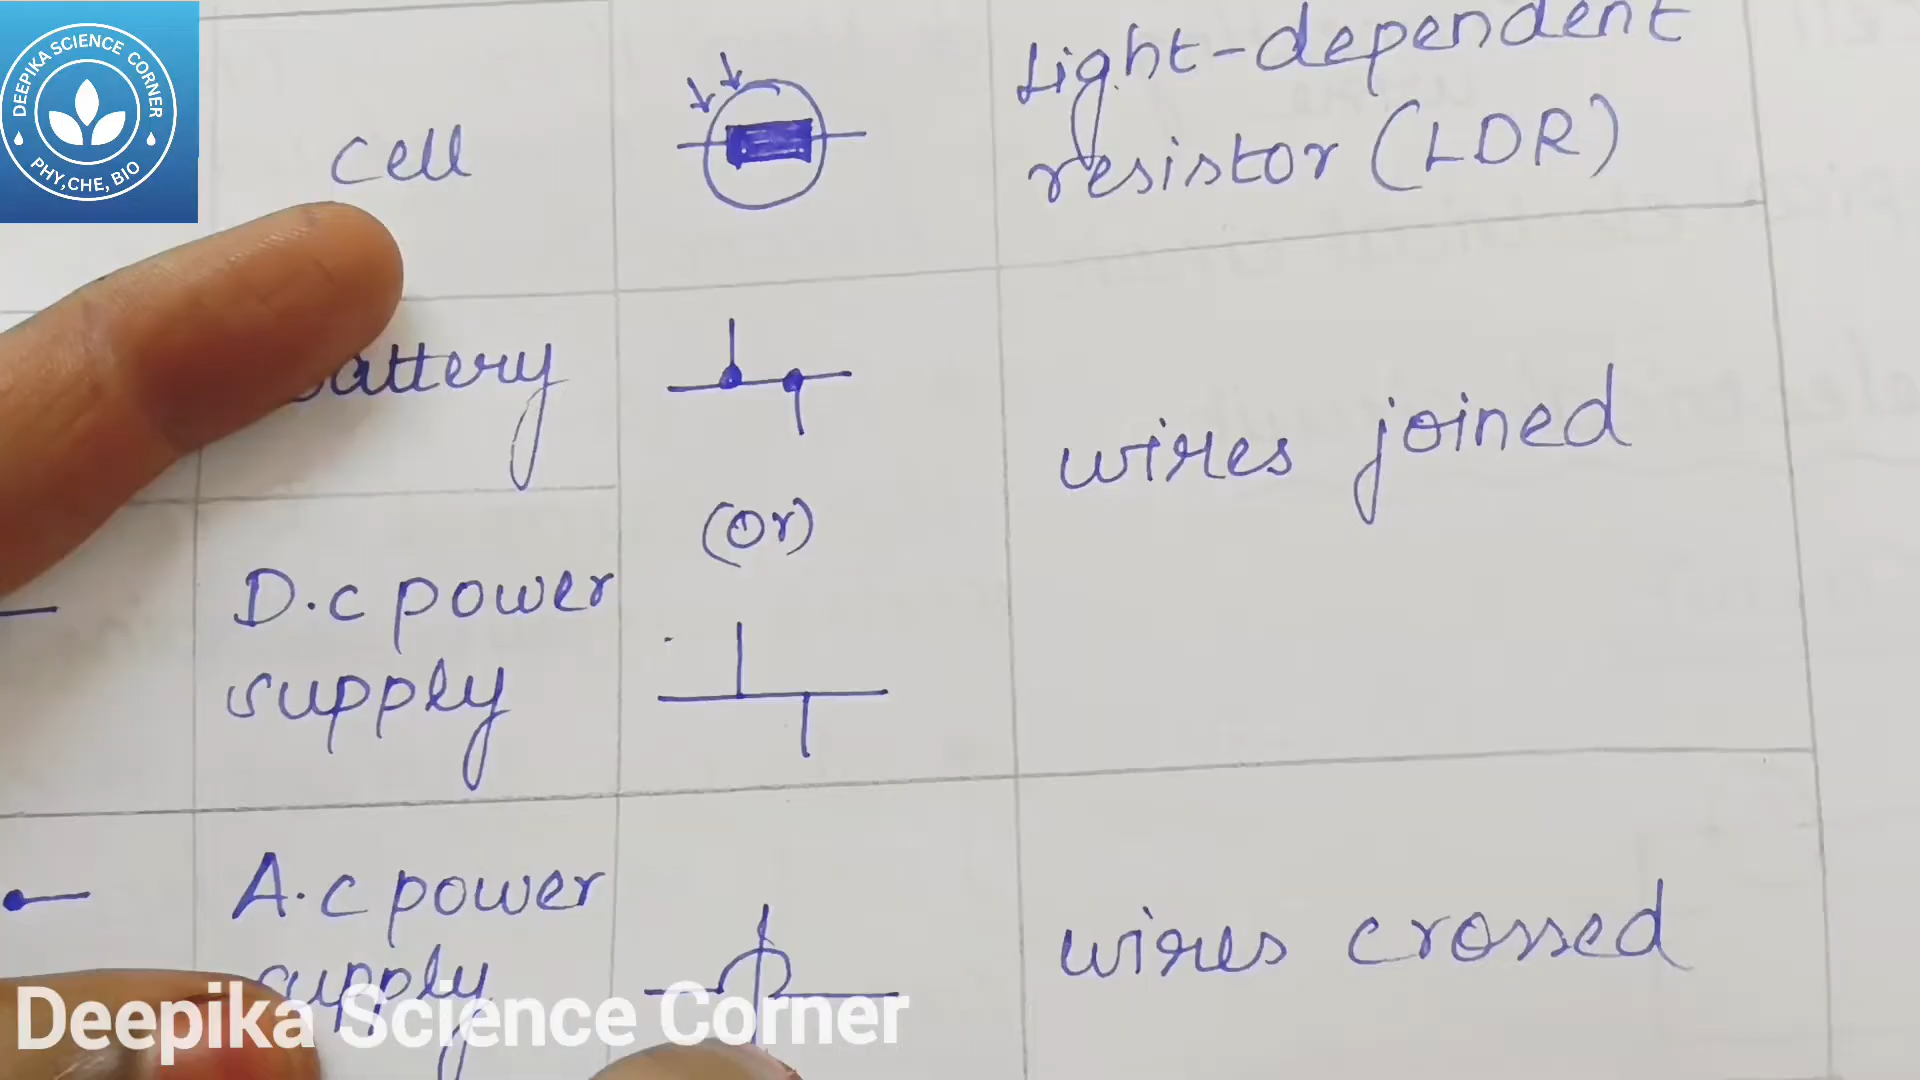 DEEPIKA SCIENCE CORNER
PHY,CHE, BIO
cell
Light-dependent
resistor (LDR)
battery
wires joined
(or)
D.c power
supply
A.c power
supply
wires crossed
Deepika Science Corner